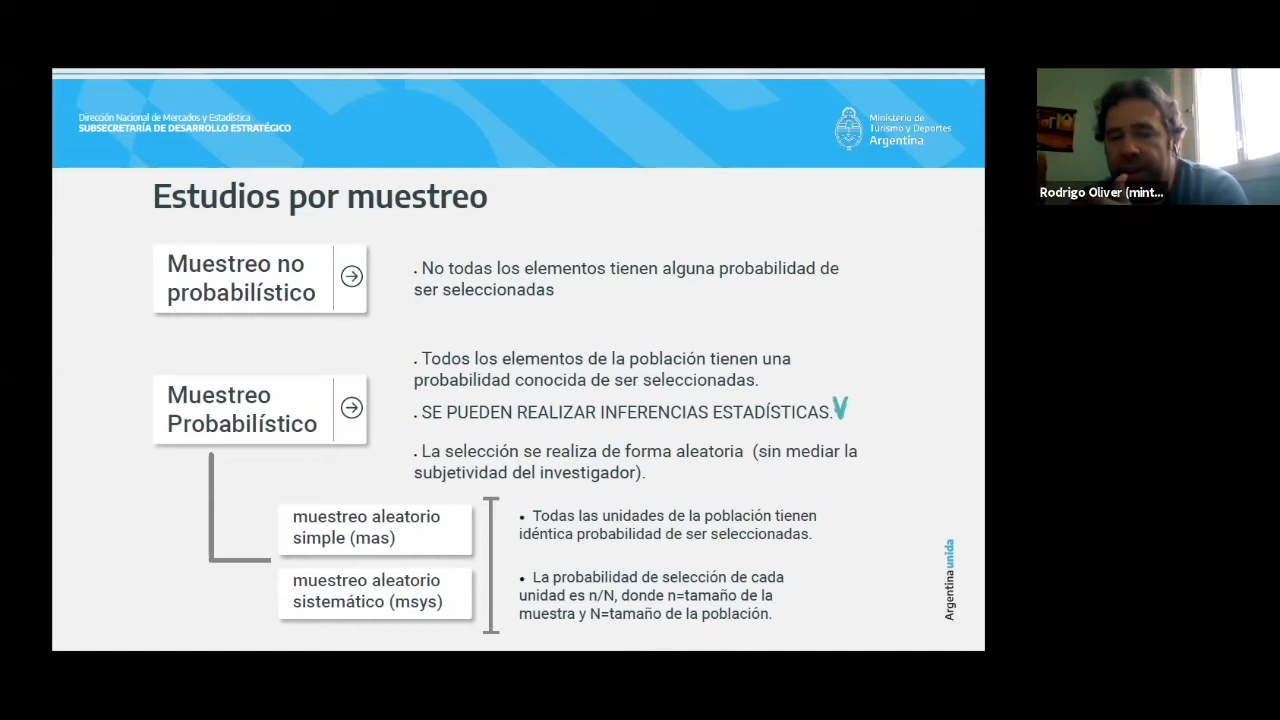 Dirección Nacional de Mercados y Estadística
SUBSECRETARÍA DE DESARROLLO ESTRATÉGICO
Ministerio de
Turismo y Deportes
Argentina
Estudios por muestreo
Muestreo no
probabilístico
. No todas los elementos tienen alguna probabilidad de
ser seleccionadas
Muestreo
Probabilístico
. Todos los elementos de la población tienen una
probabilidad conocida de ser seleccionadas.
. SE PUEDEN REALIZAR INFERENCIAS ESTADÍSTICAS.
. La selección se realiza de forma aleatoria (sin mediar la
subjetividad del investigador).
muestreo aleatorio
simple (mas)
muestreo aleatorio
sistemático (msys)
• Todas las unidades de la población tienen
idéntica probabilidad de ser seleccionadas.
• La probabilidad de selección de cada
unidad es n/N, donde n=tamaño de la
muestra y N=tamaño de la población.
Argentina unida
Rodrigo Oliver (mint...